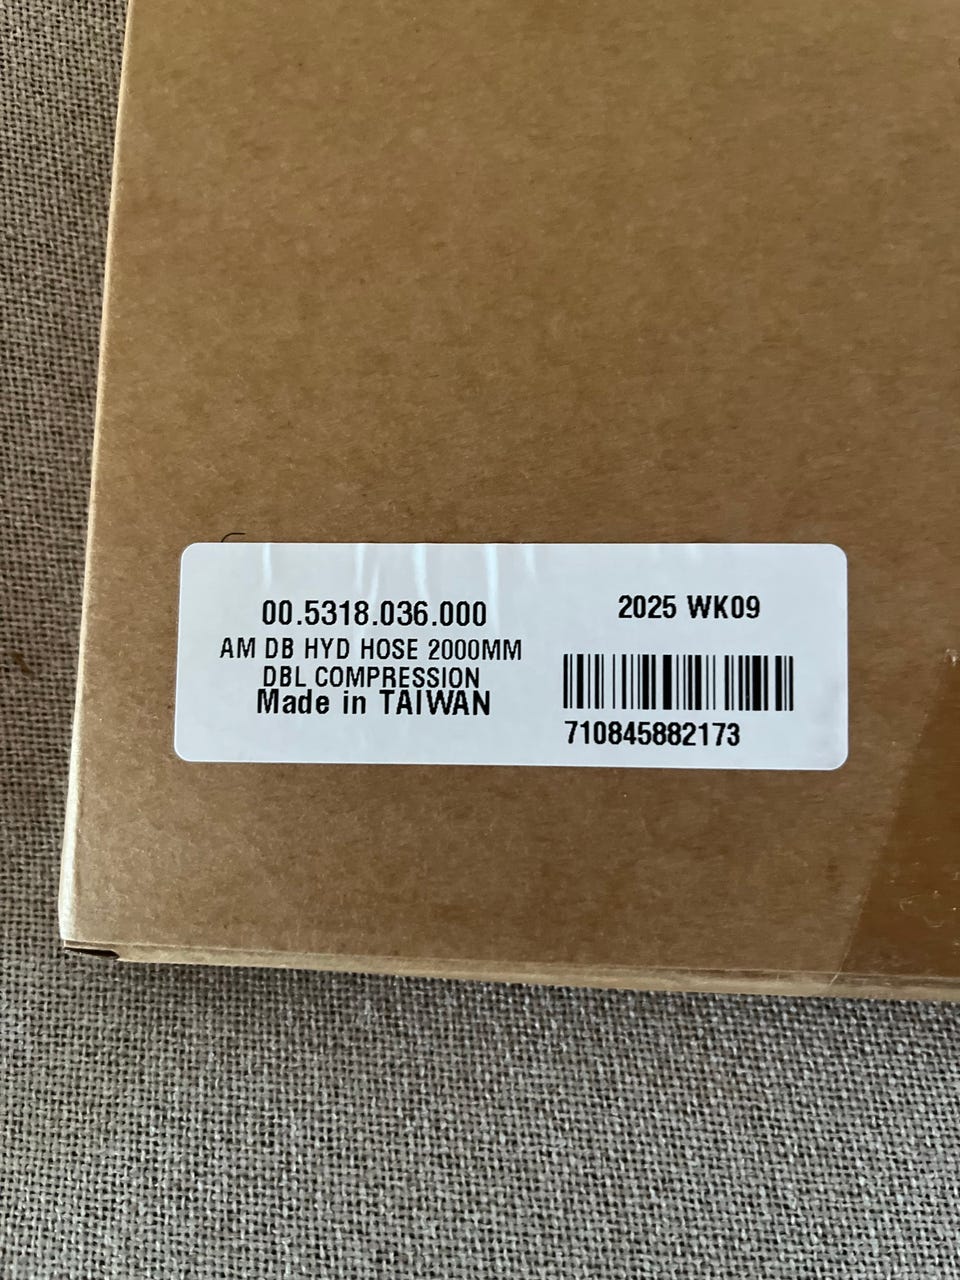 00.5318.036.000
AM DB HYD HOSE 2000MM
DBL COMPRESSION
Made in TAIWAN
2025 WK09
710845882173